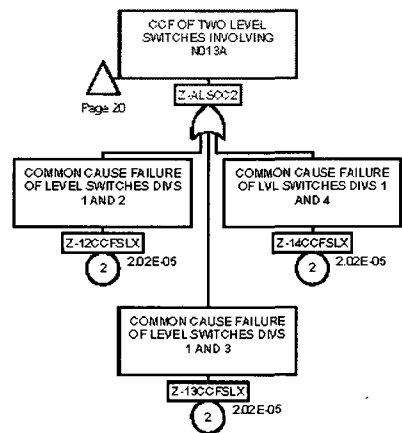 CCF OF TWO LEVEL
SWITCHES INVOLVING
N013A
Page 20
Z-ALSCC2
COMMON CAUSE FAILURE
OF LEVEL SWITCHES DIVS
1 AND 2
Z-12CCFSLX
2
2.02E-05
COMMON CAUSE FAILURE
OF LVL SWITCHES DIVS 1
AND 4
Z-14CCFSLX
2
2.02E-05
COMMON CAUSE FAILURE
OF LEVEL SWITCHES DIVS
1 AND 3
Z-13CCFSLX
2
2.02E-05